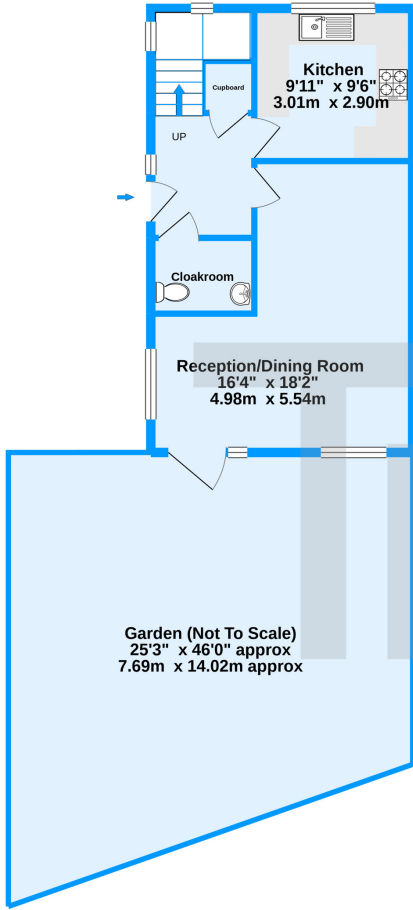 Kitchen
9'11" x 9'6"
3.01m x 2.90m
Cupboard
UP
Cloakroom
Reception/Dining Room
16'4" x 18'2"
4.98m x 5.54m
Garden (Not To Scale)
25'3" x 46'0" approx
7.69m x 14.02m approx